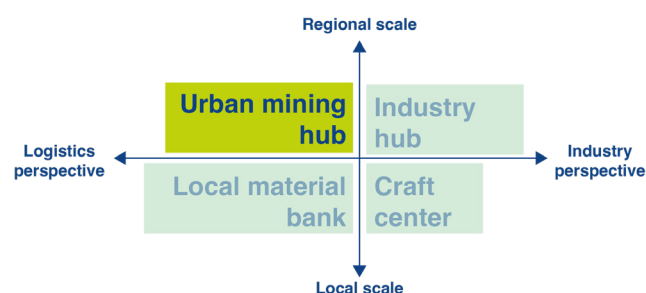 Regional scale
Urban mining
hub
Industry
hub
Logistics
perspective
Industry
perspective
Local material
bank
Craft
center
Local scale